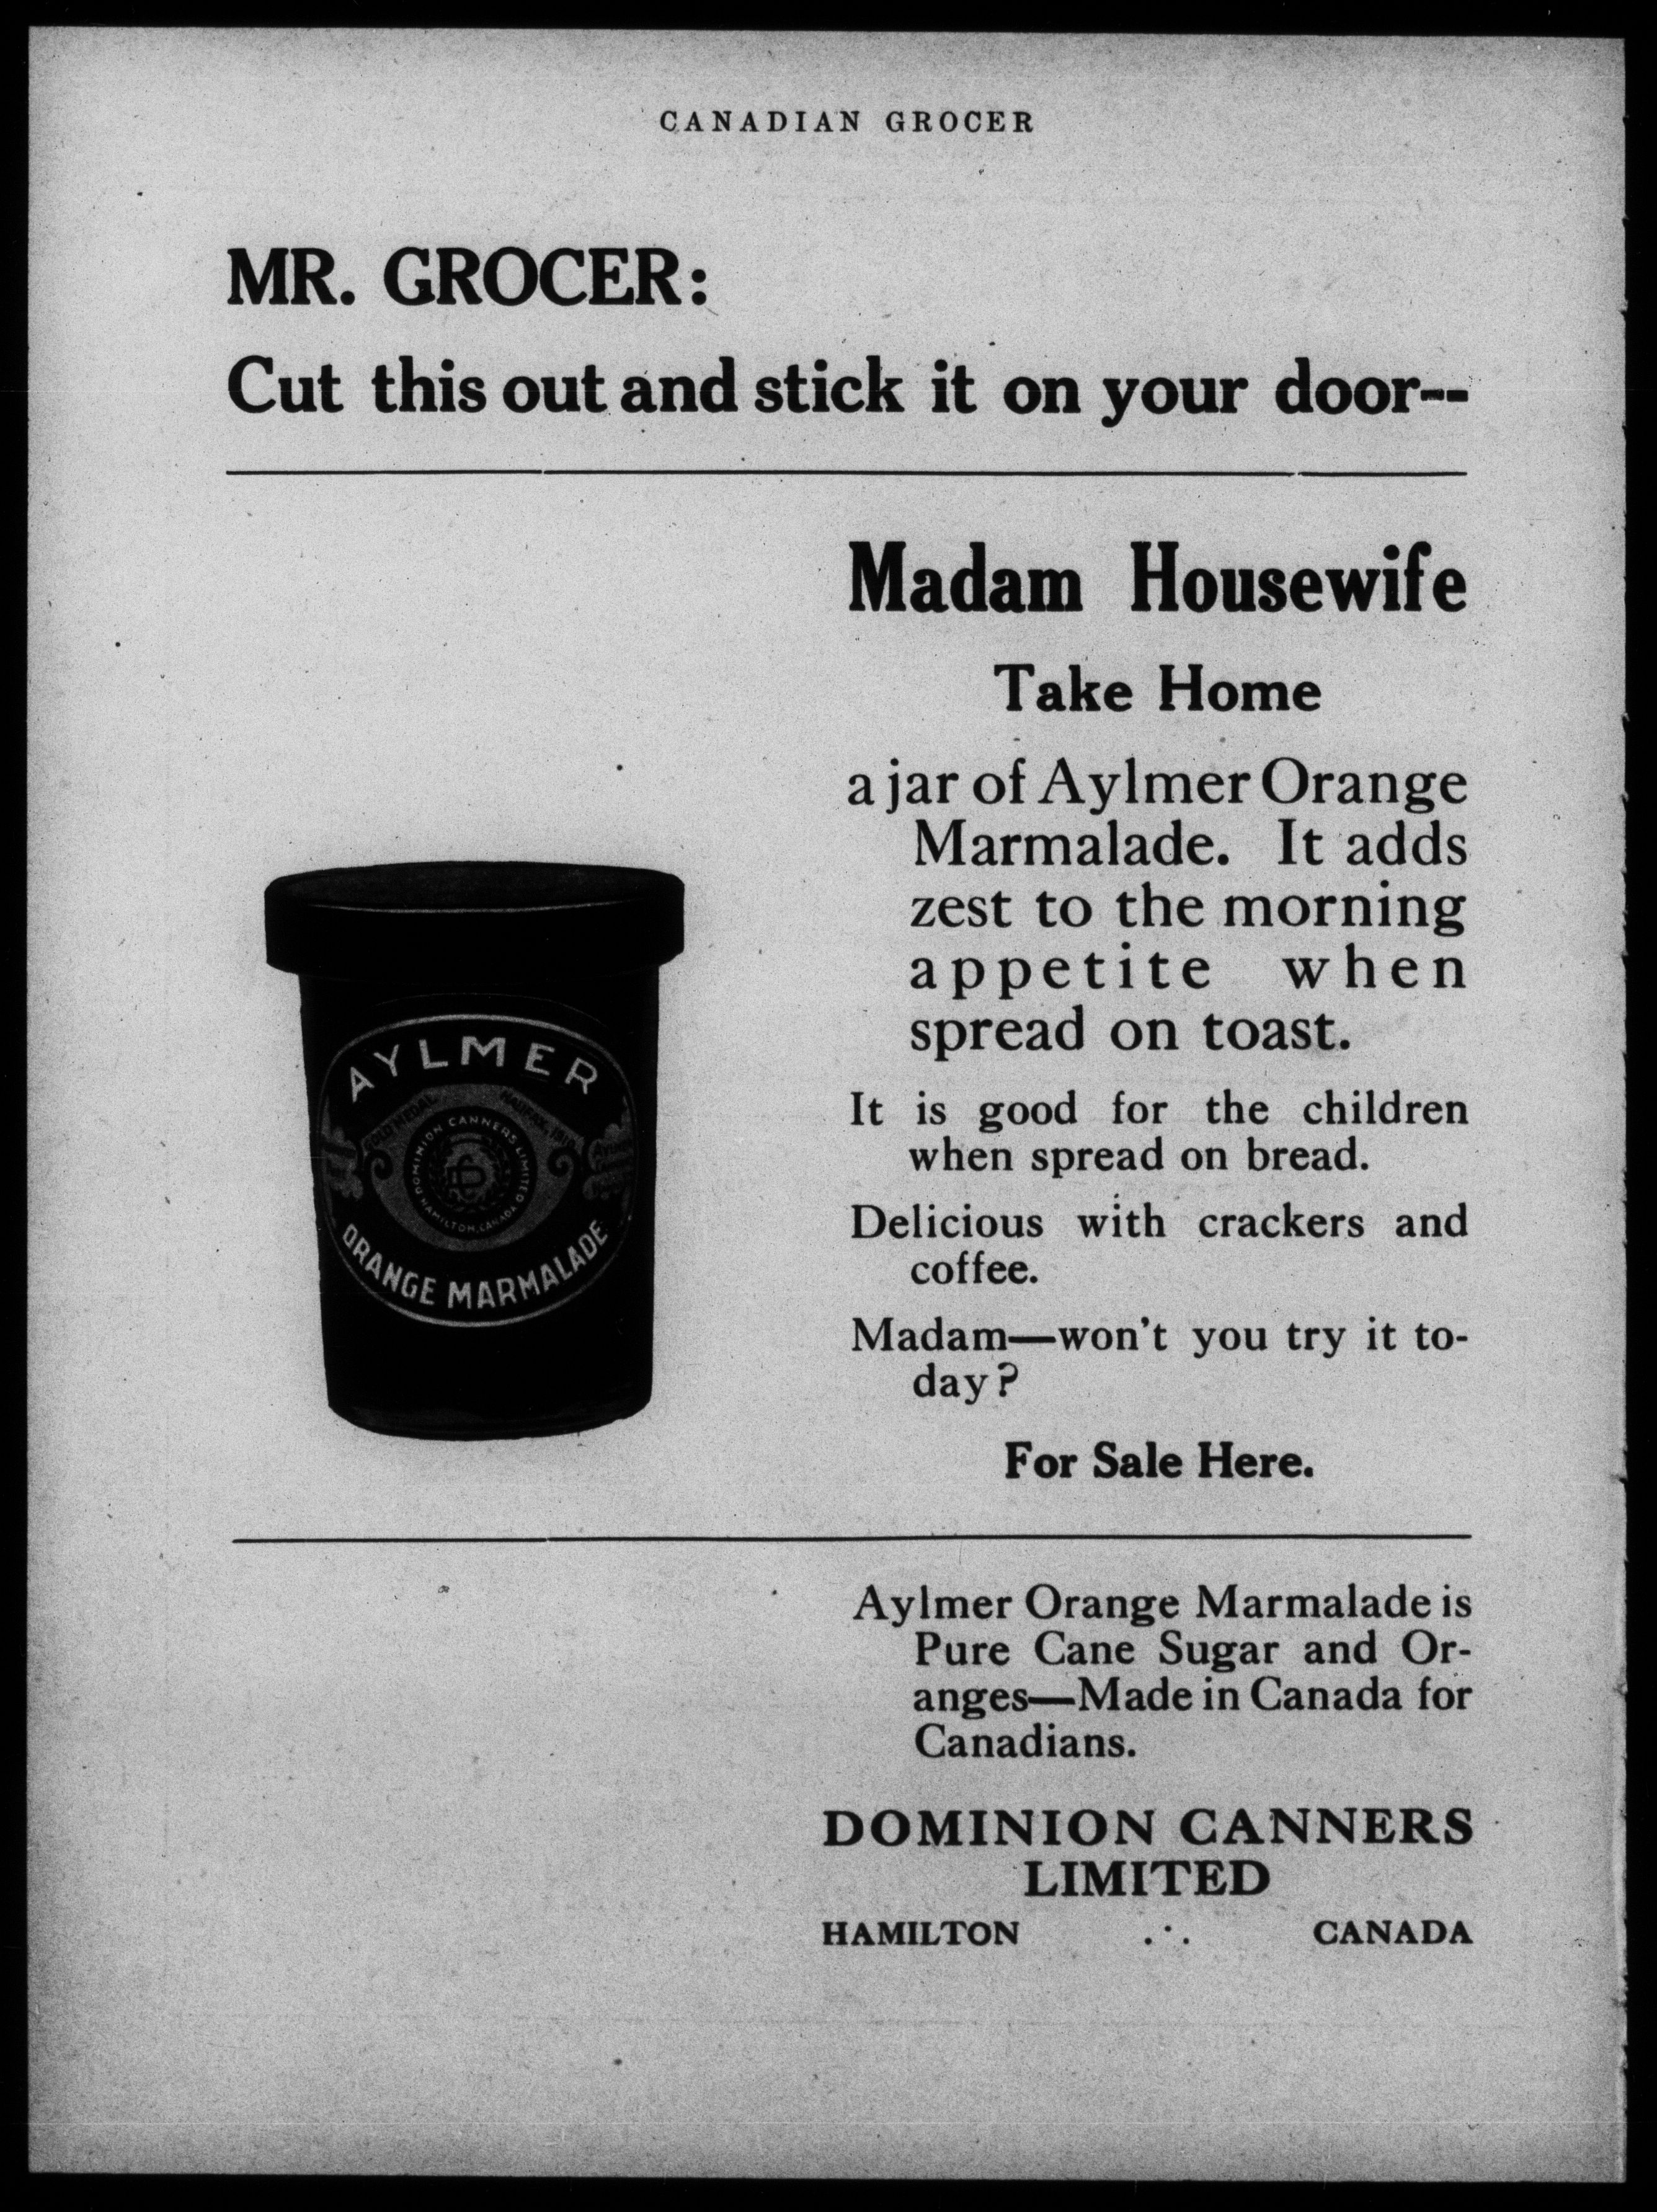 CANADIAN GROCER
MR. GROCER:
Cut this out and stick it on your door--
Madam Housewife
Take Home
a jar of Aylmer Orange
Marmalade. It adds
zest to the morning
appetite when
spread on toast.
It is good for the children
when spread on bread.
Delicious with crackers and
coffee.
Madam—won't you try it to-
day?
For Sale Here.
AYLMER
GOLD MEDAL
DOMINION CANNERS LIMITED
HAMILTON, CANADA
ORANGE MARMALADE
Aylmer Orange Marmalade is
Pure Cane Sugar and Or-
anges—Made in Canada for
Canadians.
DOMINION CANNERS
LIMITED
HAMILTON ∴ CANADA